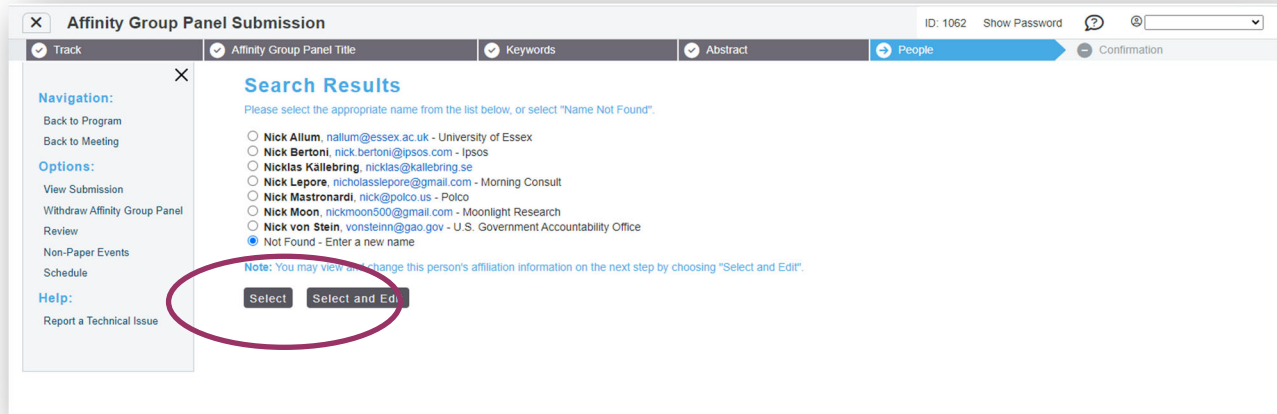 X Affinity Group Panel Submission ID: 1062 Show Password ?
Track Affinity Group Panel Title Keywords Abstract People Confirmation
X
Navigation:
Back to Program
Back to Meeting
Options:
View Submission
Withdraw Affinity Group Panel
Review
Non-Paper Events
Schedule
Help:
Report a Technical Issue
Search Results
Please select the appropriate name from the list below, or select "Name Not Found".
Nick Allum, nallum@essex.ac.uk - University of Essex
Nick Bertoni, nick.bertoni@ipsos.com - Ipsos
Nicklas Källebring, nicklas@kallebring.se
Nick Lepore, nicholasslepore@gmail.com - Morning Consult
Nick Mastronardi, nick@polco.us - Polco
Nick Moon, nickmoon500@gmail.com - Moonlight Research
Nick von Stein, vonsteinn@gao.gov - U.S. Government Accountability Office
Not Found - Enter a new name
Note: You may view and change this person's affiliation information on the next step by choosing "Select and Edit".
Select Select and Edit